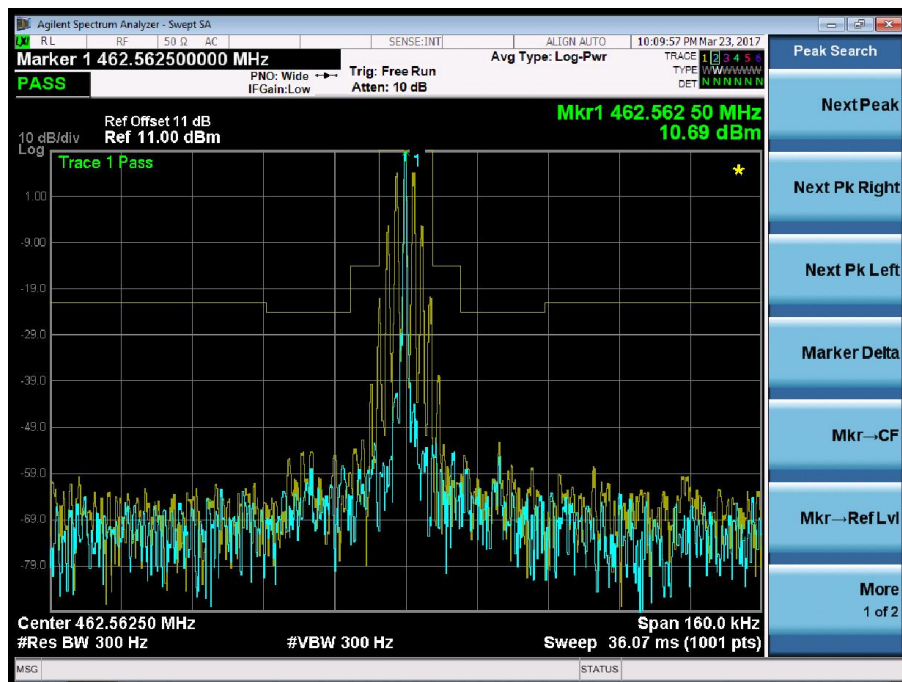 Agilent Spectrum Analyzer - Swept SA
LXI RL RF 50 Ω AC SENSE:INT ALIGN AUTO 10:09:57 PM Mar 23, 2017
Marker 1 462.562500000 MHz
Avg Type: Log-Pwr
TRACE 1 2 3 4 5 6
TYPE WWWWWW
DET N N N N N N
PASS
PNO: Wide
IFGain:Low
Trig: Free Run
Atten: 10 dB
Peak Search
Mkr1 462.562 50 MHz
10.69 dBm
Ref Offset 11 dB
10 dB/div Ref 11.00 dBm
Log
Trace 1 Pass
1
*
1.00
-9.00
-19.0
-29.0
-39.0
-49.0
-59.0
-69.0
-79.0
Center 462.56250 MHz
Span 160.0 kHz
#Res BW 300 Hz
#VBW 300 Hz
Sweep 36.07 ms (1001 pts)
MSG
STATUS
Next Peak
Next Pk Right
Next Pk Left
Marker Delta
Mkr→CF
Mkr→Ref Lvl
More
1 of 2